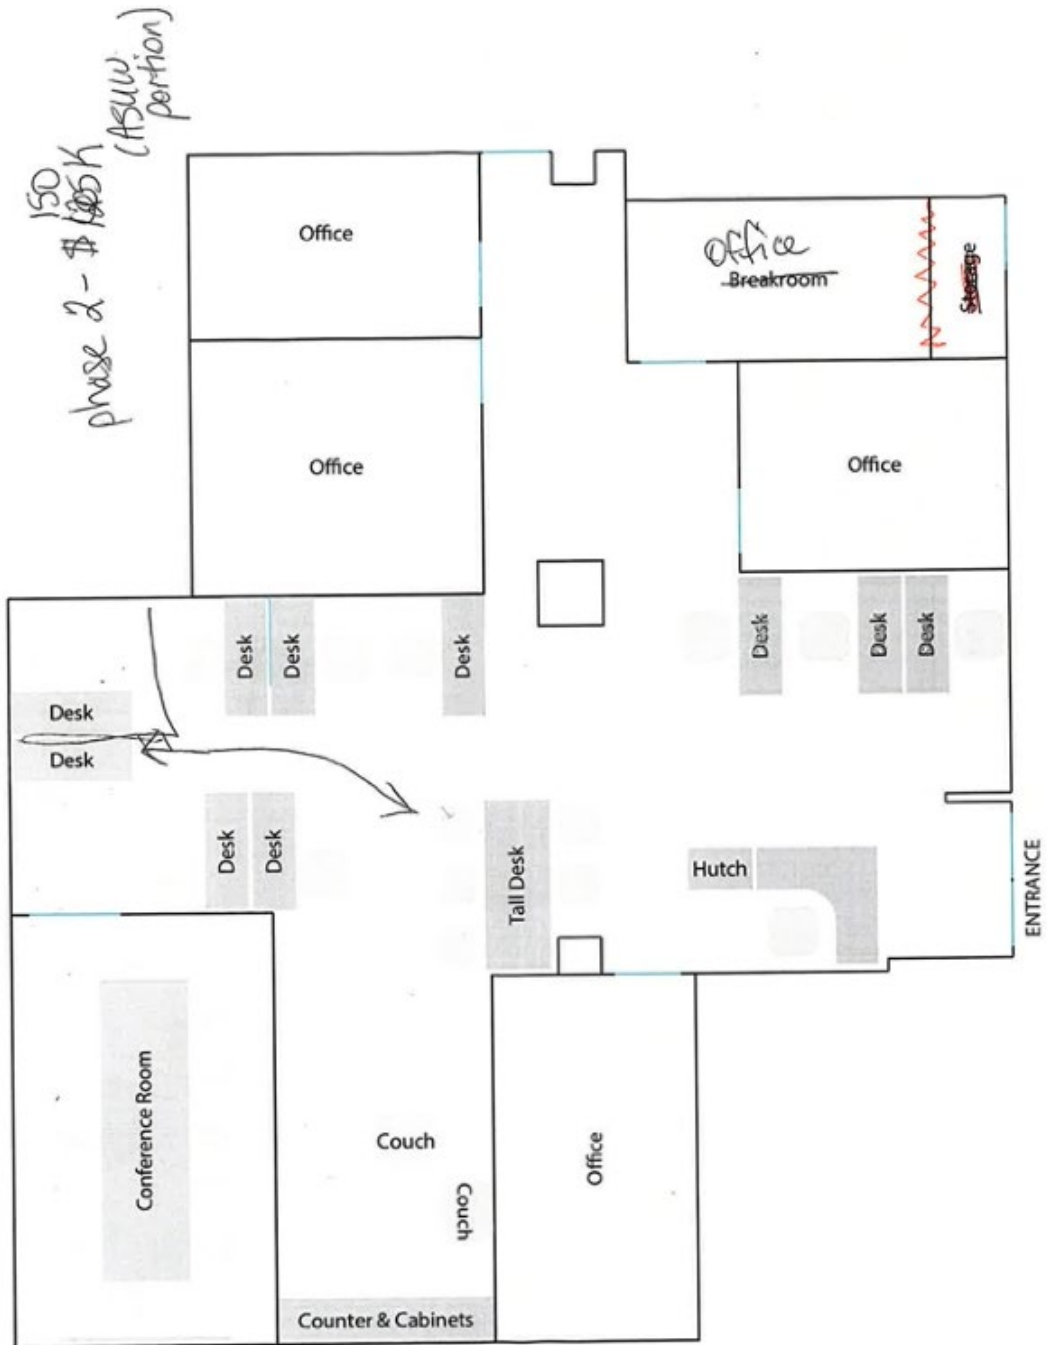 150
phase 2 - $ K
(ASUW
portion)
Office
Office
Breakroom
Storage
Office
Office
Desk
Desk
Desk
Desk
Desk
Desk
Desk
Desk
Desk
Desk
Tall Desk
Hutch
ENTRANCE
Conference Room
Couch
Couch
Office
Counter & Cabinets